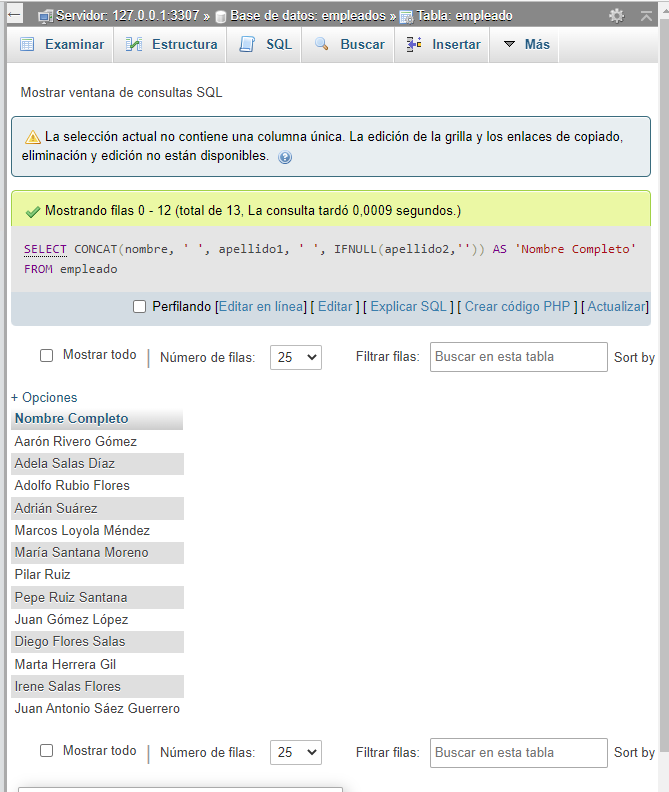 Servidor: 127.0.0.1:3307 » Base de datos: empleados » Tabla: empleado
Examinar Estructura SQL Buscar Insertar Más
Mostrar ventana de consultas SQL
La selección actual no contiene una columna única. La edición de la grilla y los enlaces de copiado,
eliminación y edición no están disponibles.
Mostrando filas 0 - 12 (total de 13, La consulta tardó 0,0009 segundos.)
SELECT CONCAT(nombre, ' ', apellido1, ' ', IFNULL(apellido2,'')) AS 'Nombre Completo'
FROM empleado
Perfilando [Editar en línea] [ Editar ] [ Explicar SQL ] [ Crear código PHP ] [ Actualizar]
Mostrar todo | Número de filas: 25 Filtrar filas: Buscar en esta tabla Sort by
+ Opciones
Nombre Completo
Aarón Rivero Gómez
Adela Salas Díaz
Adolfo Rubio Flores
Adrián Suárez
Marcos Loyola Méndez
María Santana Moreno
Pilar Ruiz
Pepe Ruiz Santana
Juan Gómez López
Diego Flores Salas
Marta Herrera Gil
Irene Salas Flores
Juan Antonio Sáez Guerrero
Mostrar todo | Número de filas: 25 Filtrar filas: Buscar en esta tabla Sort by